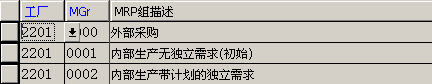 工厂 MGr MRP组描述
2201 00 外部采购
2201 0001 内部生产无独立需求(初始)
2201 0002 内部生产带计划的独立需求